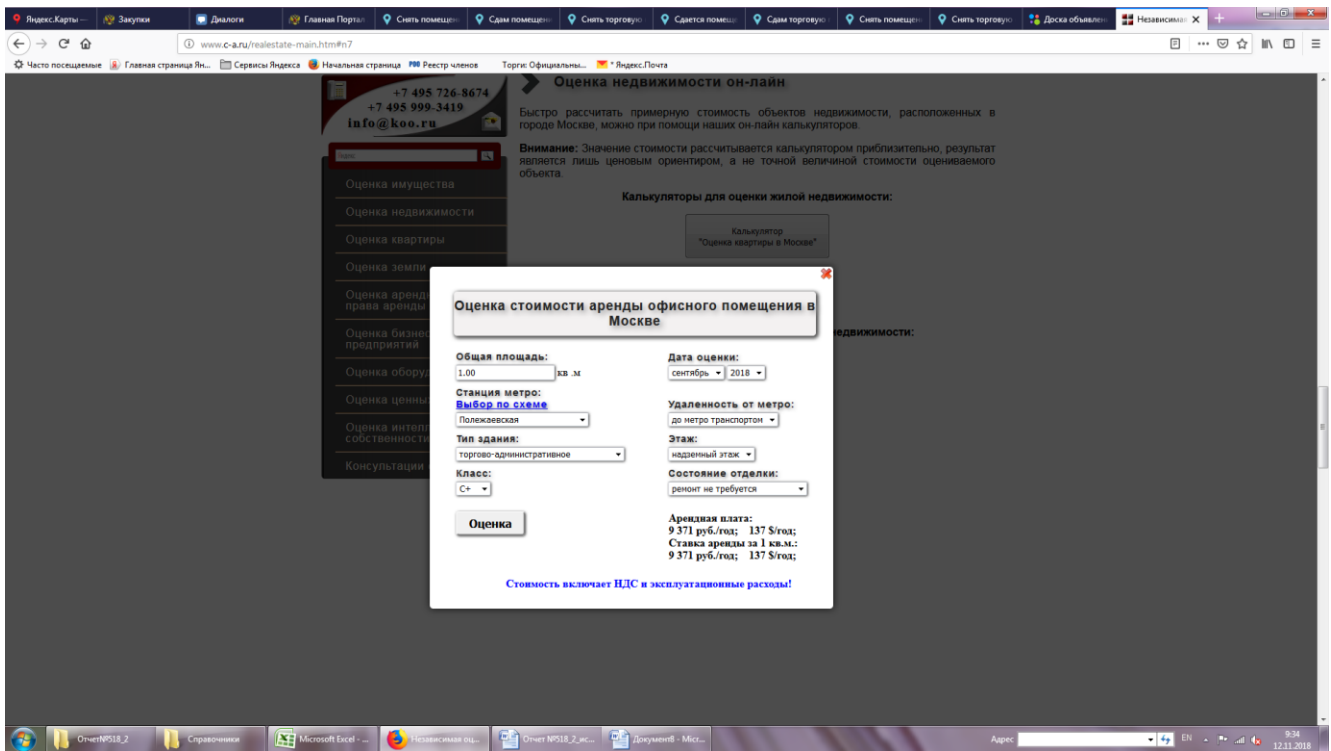 Яндекс.Карты —
Закупки
Диалоги
Главная Портал
Снять помещен
Сдам помещени
Снять торговую
Сдается помещ
Сдам торговую
Снять помещен
Снять торговую
Доска объявлен
Независимая
www.c-a.ru/realestate-main.htm#n7
Часто посещаемые
Главная страница Ян...
Сервисы Яндекса
Начальная страница
Реестр членов
Торги: Официальны...
* Яндекс.Почта
+7 495 726-8674
+7 495 999-3419
info@koo.ru
Оценка имущества
Оценка недвижимости
Оценка квартиры
Оценка земли
Оценка аренд
права аренды
Оценка бизнес
предприятий
Оценка оборуд
Оценка ценны
Оценка интелл
собственности
Консультации
Оценка недвижимости он-лайн
Быстро рассчитать примерную стоимость объектов недвижимости, расположенных в
городе Москве, можно при помощи наших он-лайн калькуляторов.
Внимание: Значение стоимости рассчитывается калькулятором приблизительно, результат
является лишь ценовым ориентиром, а не точной величиной стоимости оцениваемого
объекта.
Калькуляторы для оценки жилой недвижимости:
Калькулятор
"Оценка квартиры в Москве"
едвижимости:
Оценка стоимости аренды офисного помещения в
Москве
Общая площадь:
1.00 кв .м
Дата оценки:
сентябрь 2018
Станция метро:
Выбор по схеме
Полежаевская
Удаленность от метро:
до метро транспортом
Тип здания:
торгово-административное
Этаж:
надземный этаж
Класс:
C+
Состояние отделки:
ремонт не требуется
Оценка
Арендная плата:
9 371 руб./год; 137 $/год;
Ставка аренды за 1 кв.м.:
9 371 руб./год; 137 $/год;
Стоимость включает НДС и эксплуатационные расходы!
Отчет№518_2
Справочники
Microsoft Excel - ...
Независимая оц...
Отчет №518_2_ис...
Документ8 - Micr...
Адрес
EN
9:34
12.11.2018